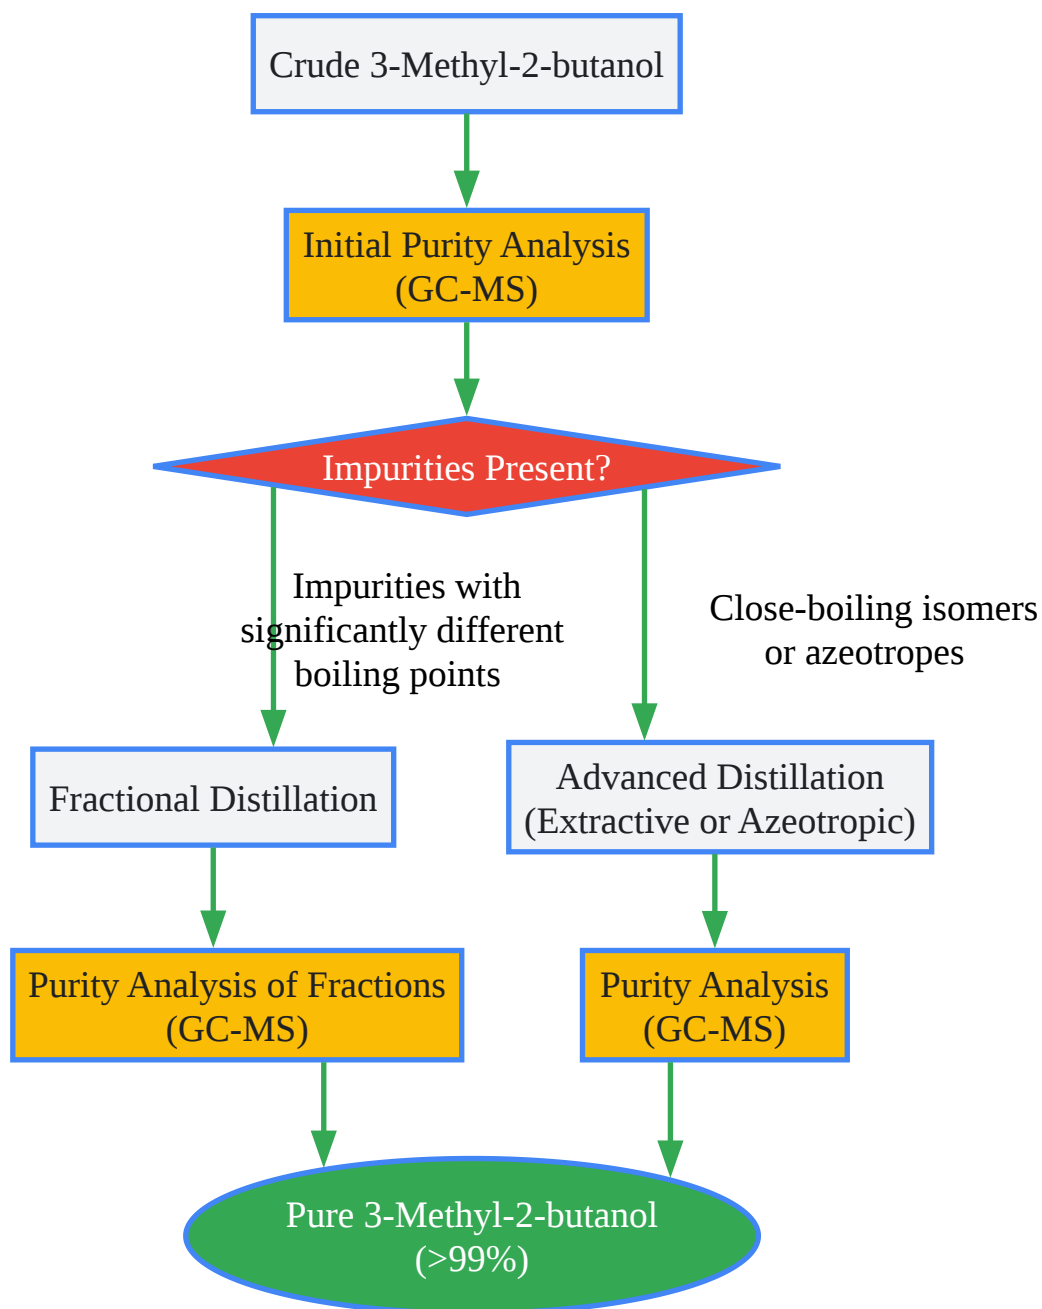 Crude 3-Methyl-2-butanol
Initial Purity Analysis
(GC-MS)
Impurities Present?
Impurities with
significantly different
boiling points
Close-boiling isomers
or azeotropes
Fractional Distillation
Advanced Distillation
(Extractive or Azeotropic)
Purity Analysis of Fractions
(GC-MS)
Purity Analysis
(GC-MS)
Pure 3-Methyl-2-butanol
(>99%)